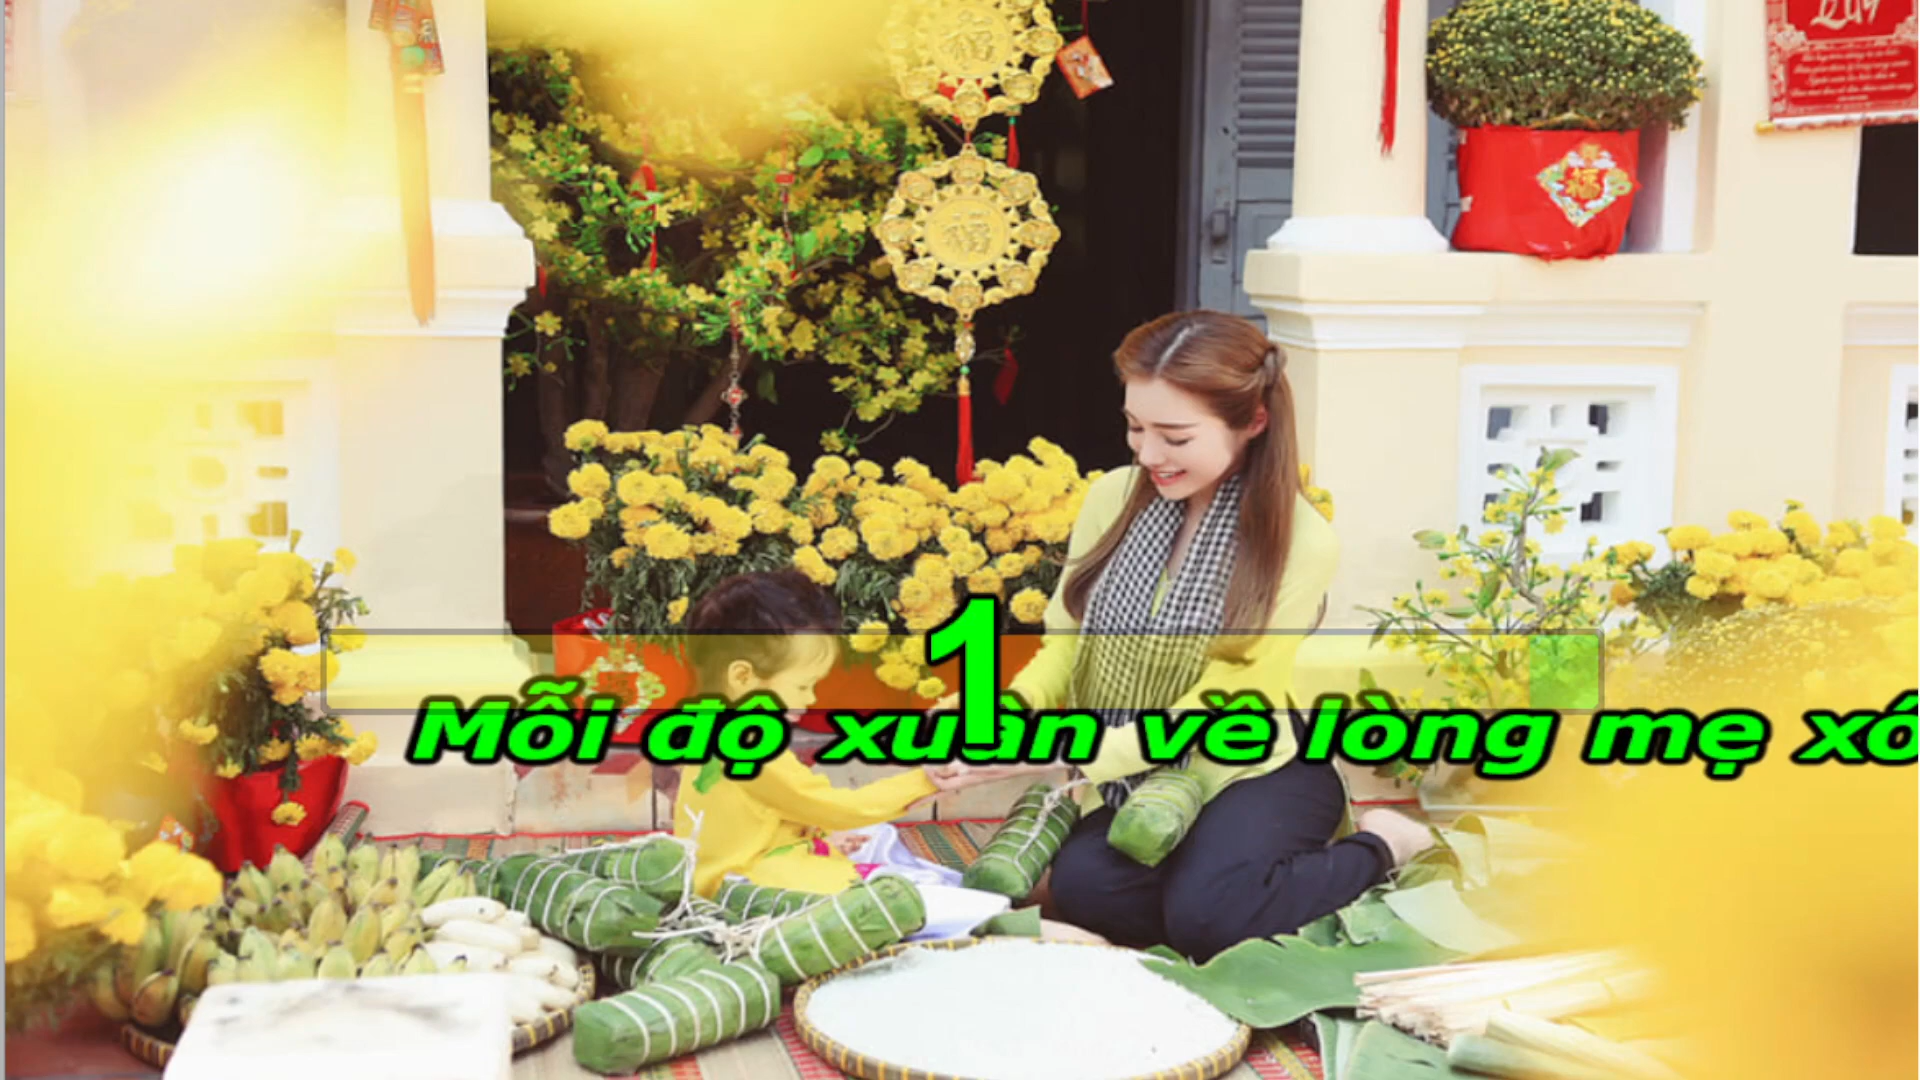 1
Mỗi độ xuân về lòng mẹ xó